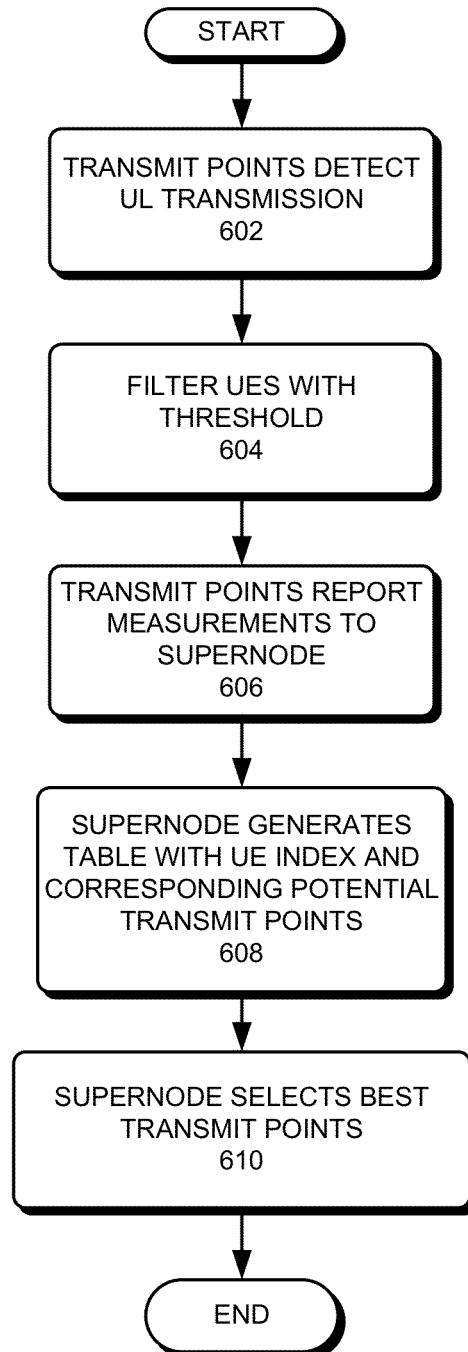 START
TRANSMIT POINTS DETECT
UL TRANSMISSION
602
FILTER UES WITH
THRESHOLD
604
TRANSMIT POINTS REPORT
MEASUREMENTS TO
SUPERNODE
606
SUPERNODE GENERATES
TABLE WITH UE INDEX AND
CORRESPONDING POTENTIAL
TRANSMIT POINTS
608
SUPERNODE SELECTS BEST
TRANSMIT POINTS
610
END